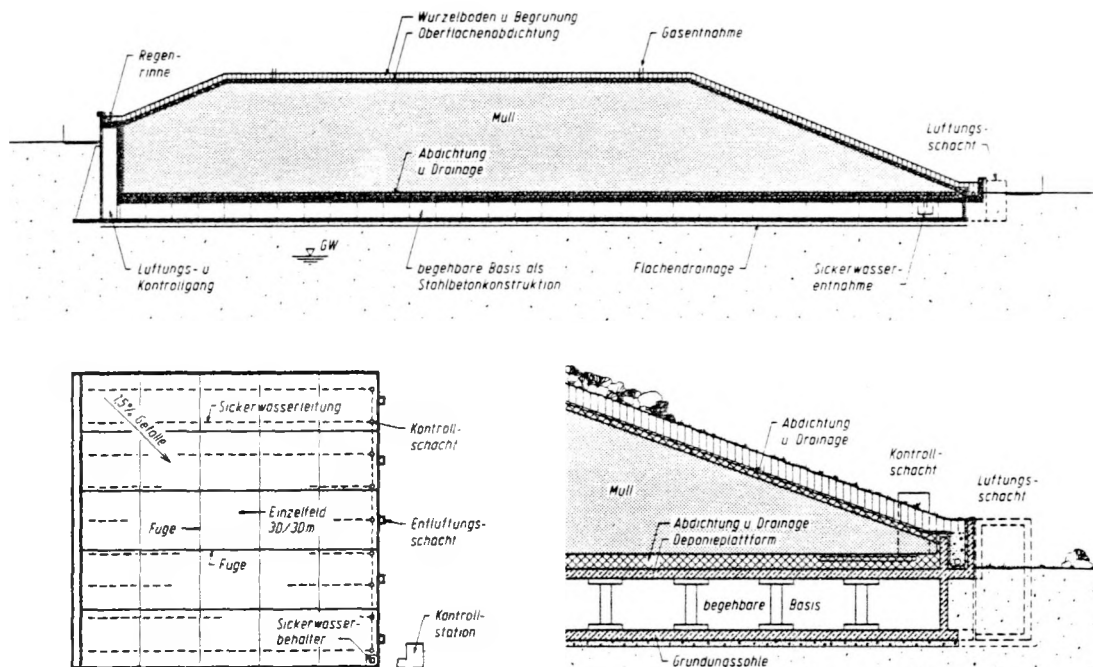 Wurzelboden u Begrunung
Oberflachenabdichtung
Gasentnahme
Regen-
rinne
Mull
Luftungs-
schacht
Abdichtung
u Drainage
GW
Luftungs- u
Kontrollgang
begehbare Basis als
Stahlbetonkonstruktion
Flachendrainage
Sickerwasser-
entnahme
1,5% Gefalle
Sickerwasserleitung
Kontroll-
schacht
Einzelfeld
30/30m
Fuge
Entluftungs-
schacht
Fuge
Sickerwasser-
behalter
Kontroll-
station
Abdichtung
u Drainage
Kontroll-
schacht
Luftungs-
schacht
Mull
Abdichtung u Drainage
Deponieplattform
begehbare Basis
Grundungssohle